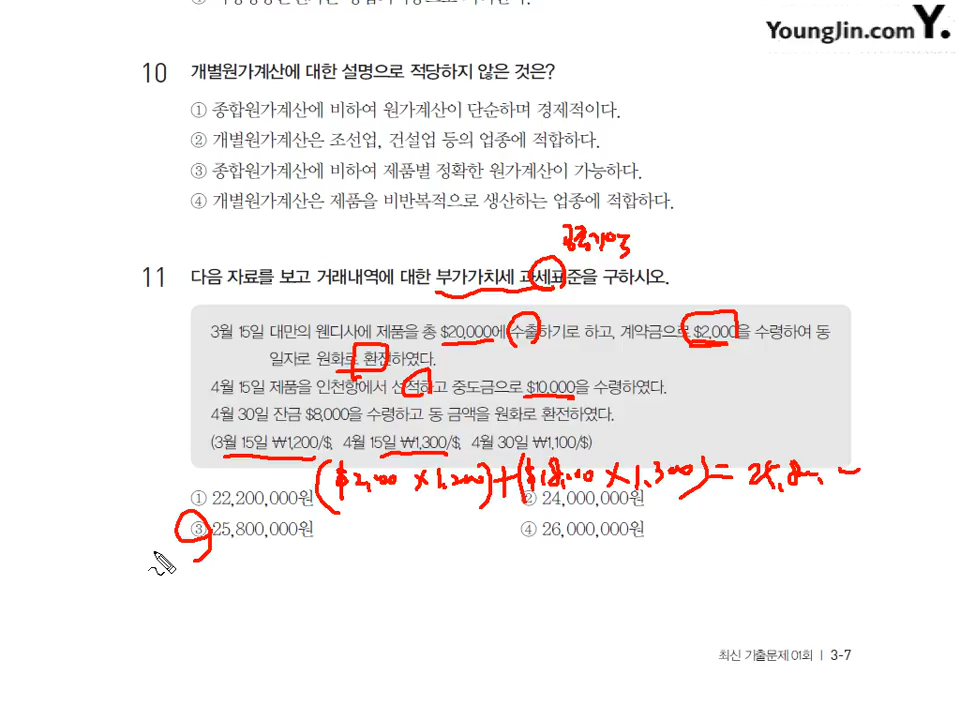 YoungJin.com Y.
10 개별원가계산에 대한 설명으로 적당하지 않은 것은?
① 종합원가계산에 비하여 원가계산이 단순하며 경제적이다.
② 개별원가계산은 조선업, 건설업 등의 업종에 적합하다.
③ 종합원가계산에 비하여 제품별 정확한 원가계산이 가능하다.
④ 개별원가계산은 제품을 비반복적으로 생산하는 업종에 적합하다.
공급가액
11 다음 자료를 보고 거래내역에 대한 부가가치세 과세표준을 구하시오.
3월 15일 대만의 웬디사에 제품을 총 $20,000에 수출하기로 하고, 계약금으로 $2,000을 수령하여 동
일자로 원화로 환전하였다.
4월 15일 제품을 인천항에서 선적하고 중도금으로 $10,000을 수령하였다.
4월 30일 잔금 $8,000을 수령하고 동 금액을 원화로 환전하였다.
(3월 15일 ₩1,200/$, 4월 15일 ₩1,300/$, 4월 30일 ₩1,100/$)
($2,000 × 1,200) + ($18,000 × 1,300) =
① 22,200,000원 ② 24,000,000원
③ 25,800,000원 ④ 26,000,000원
최신 기출문제 01회 | 3-7